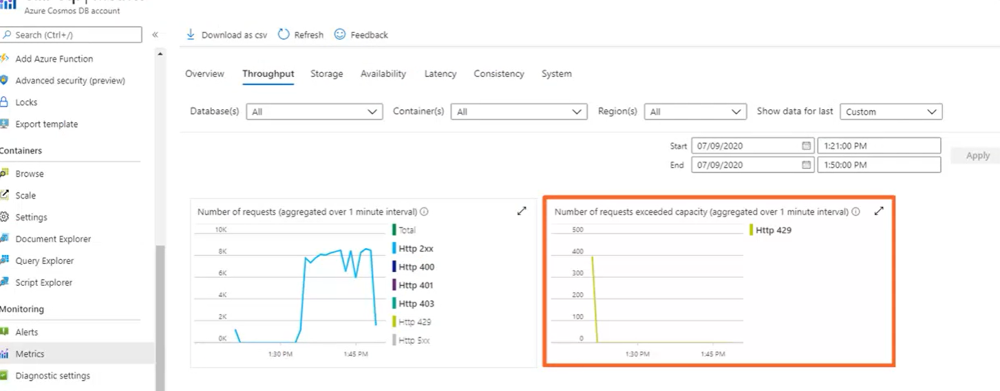 Azure Cosmos DB account
Search (Ctrl+/)
«
Add Azure Function
Advanced security (preview)
Locks
Export template
Containers
Browse
Scale
Settings
Document Explorer
Query Explorer
Script Explorer
Monitoring
Alerts
Metrics
Diagnostic settings
Download as csv Refresh Feedback
Overview Throughput Storage Availability Latency Consistency System
Database(s) All Container(s) All Region(s) All Show data for last Custom
Start 07/09/2020 1:21:00 PM
End 07/09/2020 1:50:00 PM
Apply
Number of requests (aggregated over 1 minute interval)
10K
8K
6K
4K
2K
0K
1:30 PM 1:45 PM
Total
Http 2xx
Http 400
Http 401
Http 403
Http 429
Http 5xx
Number of requests exceeded capacity (aggregated over 1 minute interval)
500
400
300
200
100
0
1:30 PM 1:45 PM
Http 429